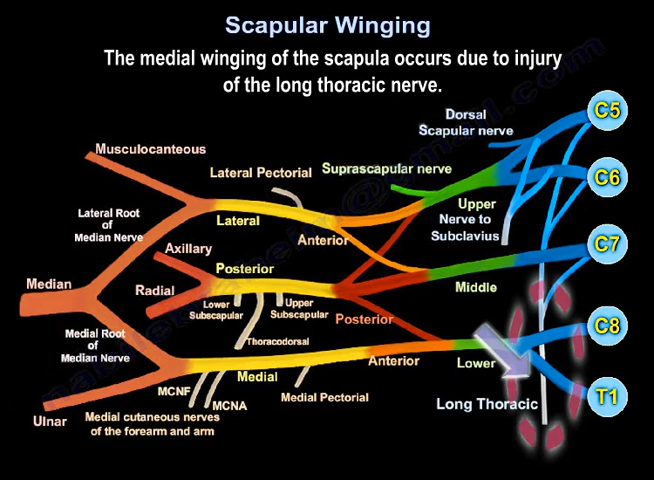 Scapular Winging
The medial winging of the scapula occurs due to injury
of the long thoracic nerve.
Dorsal
Scapular nerve
C5
Musculocanteous
Lateral Pectorial
Suprascapular nerve
C6
Lateral Root
of
Median Nerve
Lateral
Upper
Nerve to
Subclavius
Anterior
C7
Axillary
Posterior
Median
Radial
Lower
Subscapular
Upper
Subscapular
Middle
Posterior
C8
Medial Root
of
Median Nerve
Thoracodorsal
Anterior
Lower
Medial
MCNF
MCNA
Medial Pectorial
Long Thoracic
T1
Ulnar
Medial cutaneous nerves
of the forearm and arm